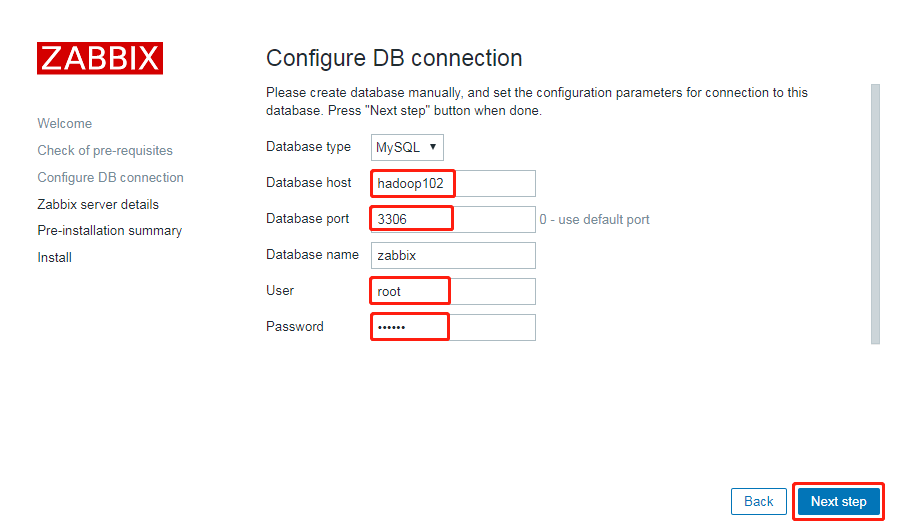 ZABBIX
Welcome
Check of pre-requisites
Configure DB connection
Zabbix server details
Pre-installation summary
Install
Configure DB connection
Please create database manually, and set the configuration parameters for connection to this
database. Press "Next step" button when done.
Database type MySQL ▼
Database host hadoop102
Database port 3306 0 - use default port
Database name zabbix
User root
Password ••••••
Back Next step